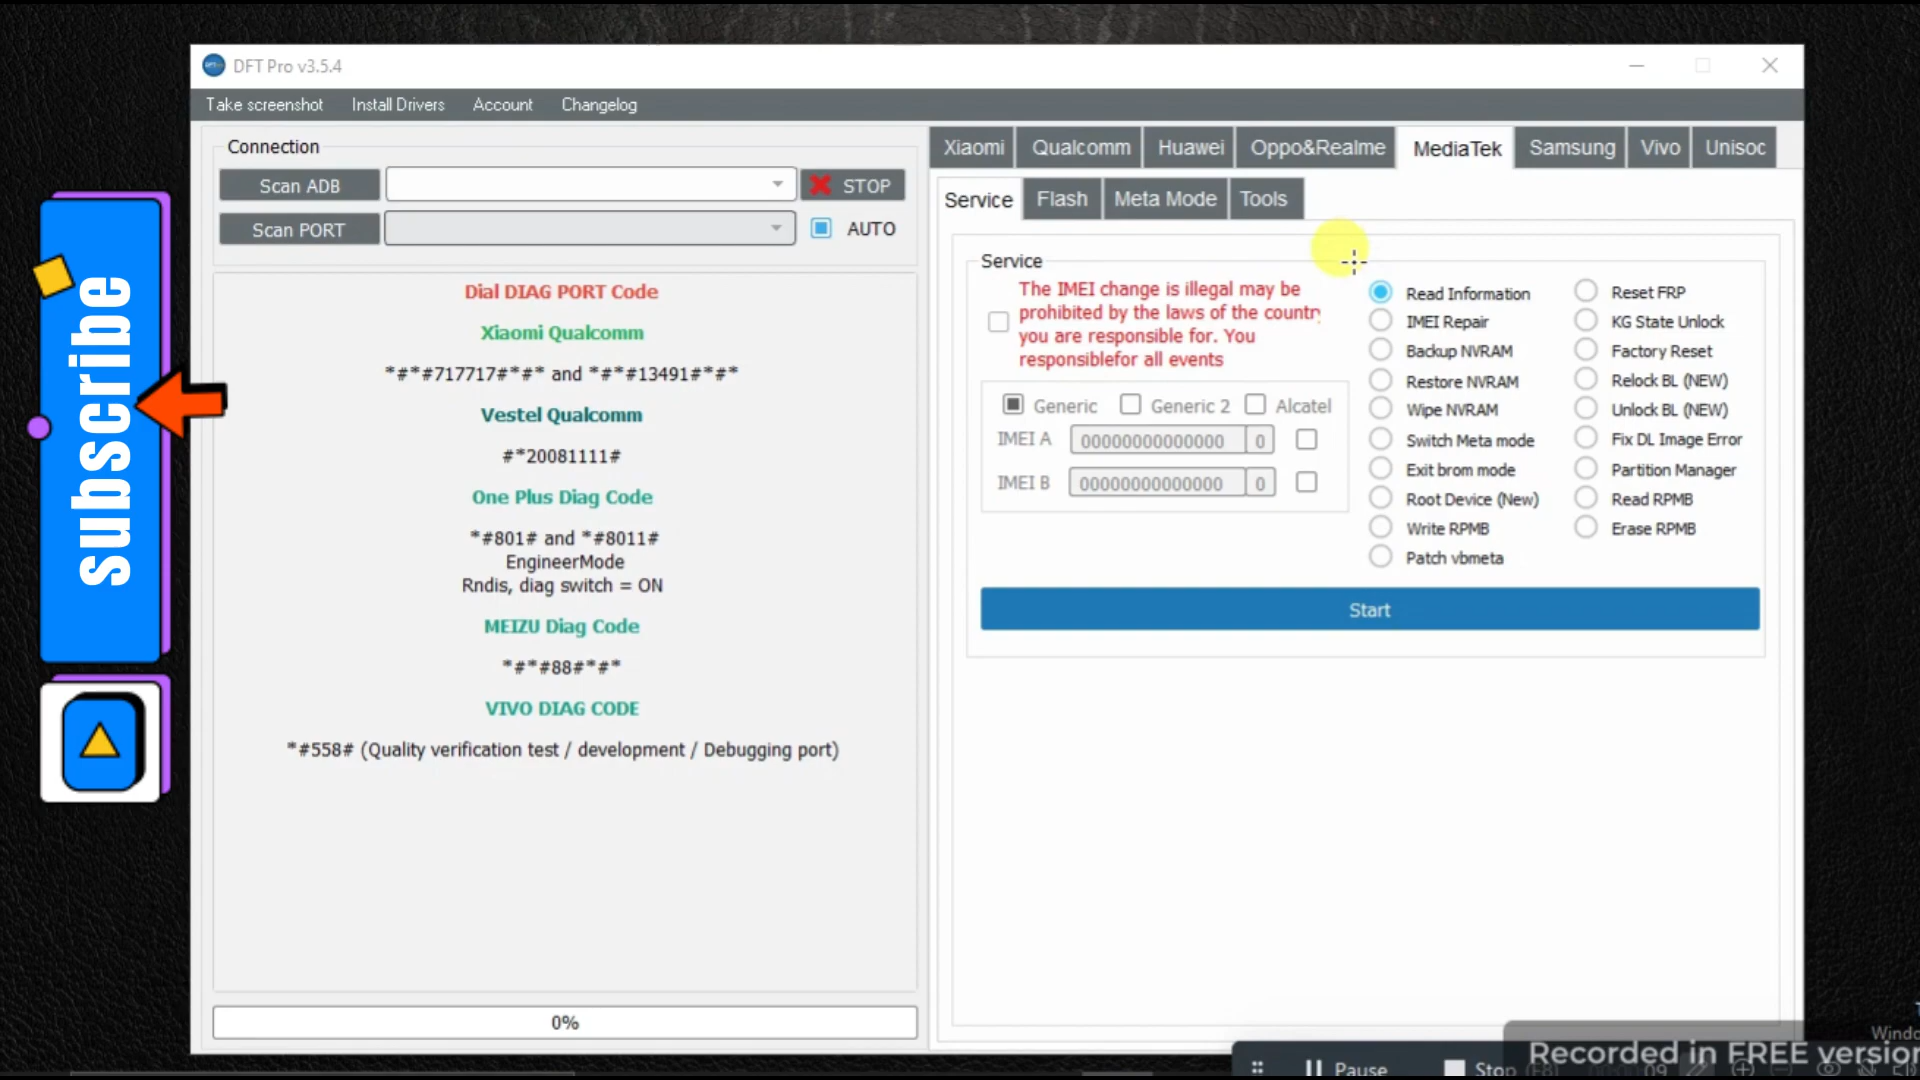 DFT Pro v3.5.4
Take screenshot Install Drivers Account Changelog
Connection
Scan ADB
STOP
Scan PORT
AUTO
Dial DIAG PORT Code
Xiaomi Qualcomm
*#*#717717#*#* and *#*#13491#*#*
Vestel Qualcomm
#*20081111#
One Plus Diag Code
*#801# and *#8011#
EngineerMode
Rndis, diag switch = ON
MEIZU Diag Code
*#*#88#*#*
VIVO DIAG CODE
*#558# (Quality verification test / development / Debugging port)
0%
Xiaomi Qualcomm Huawei Oppo&Realme MediaTek Samsung Vivo Unisoc
Service Flash Meta Mode Tools
Service
The IMEI change is illegal may be
prohibited by the laws of the country
you are responsible for. You
responsiblefor all events
Generic Generic 2 Alcatel
IMEI A 00000000000000 0
IMEI B 00000000000000 0
Read Information
IMEI Repair
Backup NVRAM
Restore NVRAM
Wipe NVRAM
Switch Meta mode
Exit brom mode
Root Device (New)
Write RPMB
Patch vbmeta
Reset FRP
KG State Unlock
Factory Reset
Relock BL (NEW)
Unlock BL (NEW)
Fix DL Image Error
Partition Manager
Read RPMB
Erase RPMB
Start
subscribe
Recorded in FREE version
Pause
Stop (F8)